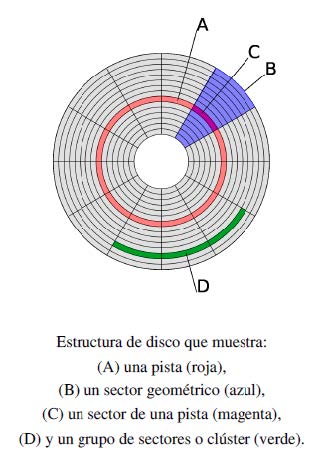 A
C
B
D
Estructura de disco que muestra:
(A) una pista (roja),
(B) un sector geométrico (azul),
(C) un sector de una pista (magenta),
(D) y un grupo de sectores o clúster (verde).